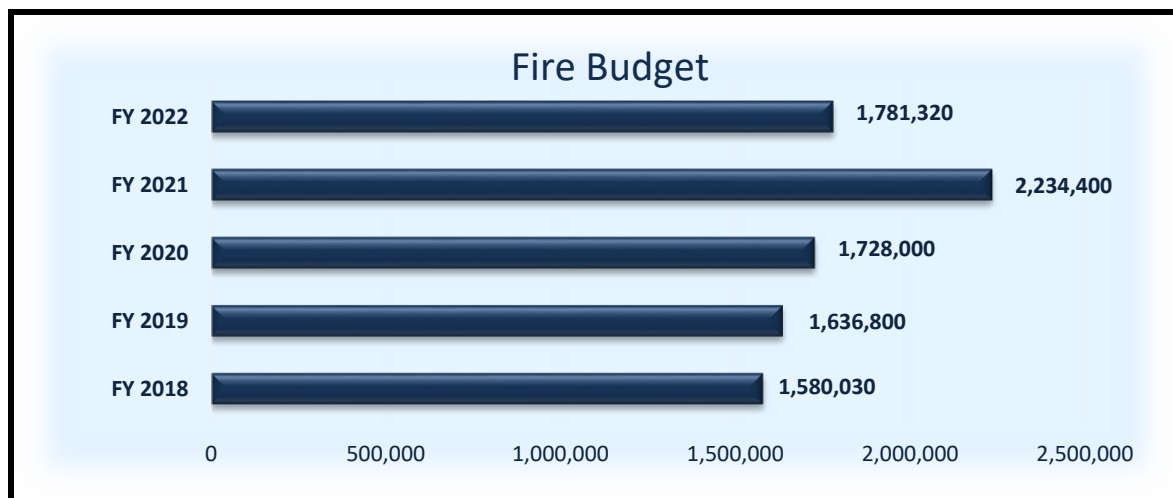 Fire Budget
FY 2022 1,781,320
FY 2021 2,234,400
FY 2020 1,728,000
FY 2019 1,636,800
FY 2018 1,580,030
0 500,000 1,000,000 1,500,000 2,000,000 2,500,000